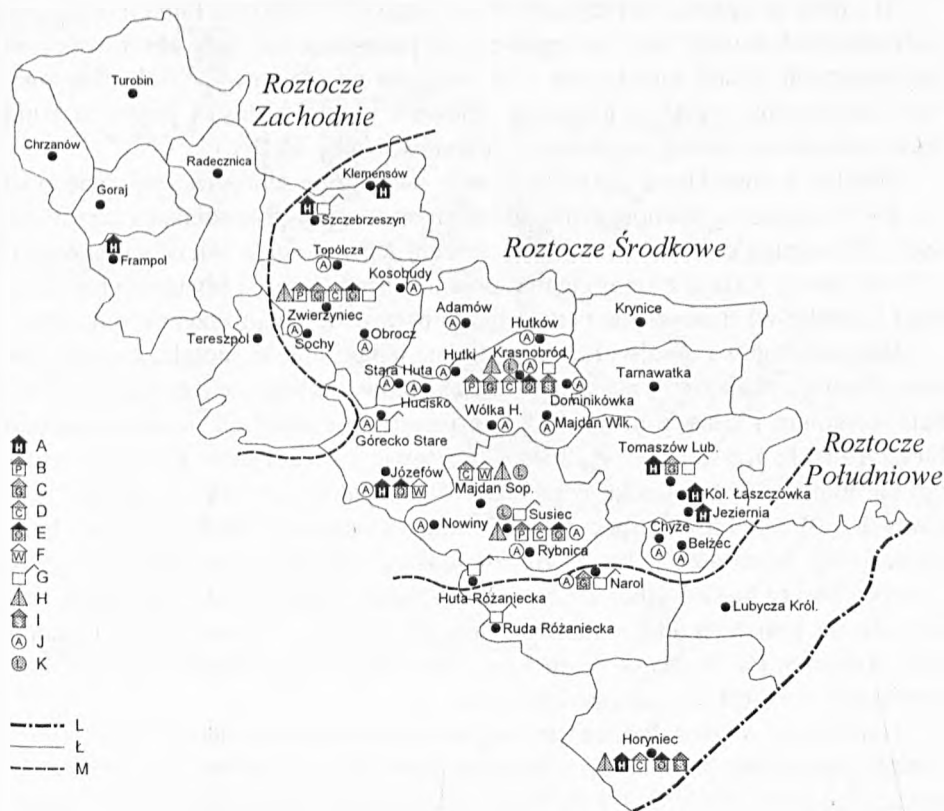 Turobin
Roztocze
Zachodnie
Chrzanów
Radecznica
Klemensów
H
Goraj
H
Szczebrzeszyn
H
Frampol
Topólcza
A
Roztocze Środkowe
Kosobudy
A
P G C O
Zwierzyniec
Adamów
A
Krynice
Tereszpol
A
Sochy
A
Obrocz
Hutków
A
Hutki
A
Krasnobród
L A
Stara Huta
A
A
P G C O S
A
Tarnawatka
Hucisko
Dominikówka
A
Górecko Stare
Wólka H.
A
Majdan Wlk.
A
Tomaszów Lub.
H G
Roztocze
Południowe
Józefów
A H O W
C W L
Majdan Sop.
H
Kol. Łaszczówka
L
Susiec
H
Jeziernia
A
Nowiny
P C O A
Chyże
A
Bełżec
A
A
Rybnica
Huta Różaniecka
A G
Narol
Lubycza Król.
Ruda Różaniecka
Horyniec
H C O S
H A
P B
G C
C D
O E
W F
G
H
S I
A J
L K
L
Ł
M